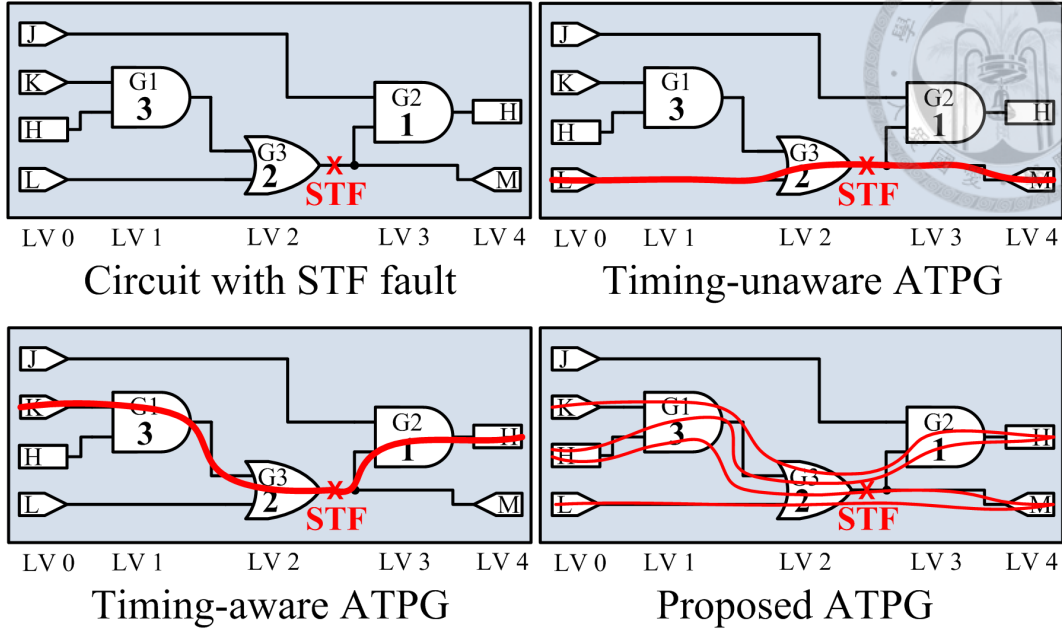 J
K
G1
3
H
G2
1
H
L
G3
2
STF
M
LV 0 LV 1 LV 2 LV 3 LV 4
Circuit with STF fault
J
K
G1
3
H
G2
1
H
L
G3
2
STF
M
LV 0 LV 1 LV 2 LV 3 LV 4
Timing-unaware ATPG
J
K
G1
3
H
G2
1
H
L
G3
2
STF
M
LV 0 LV 1 LV 2 LV 3 LV 4
Timing-aware ATPG
J
K
G1
3
H
G2
1
H
L
G3
2
STF
M
LV 0 LV 1 LV 2 LV 3 LV 4
Proposed ATPG